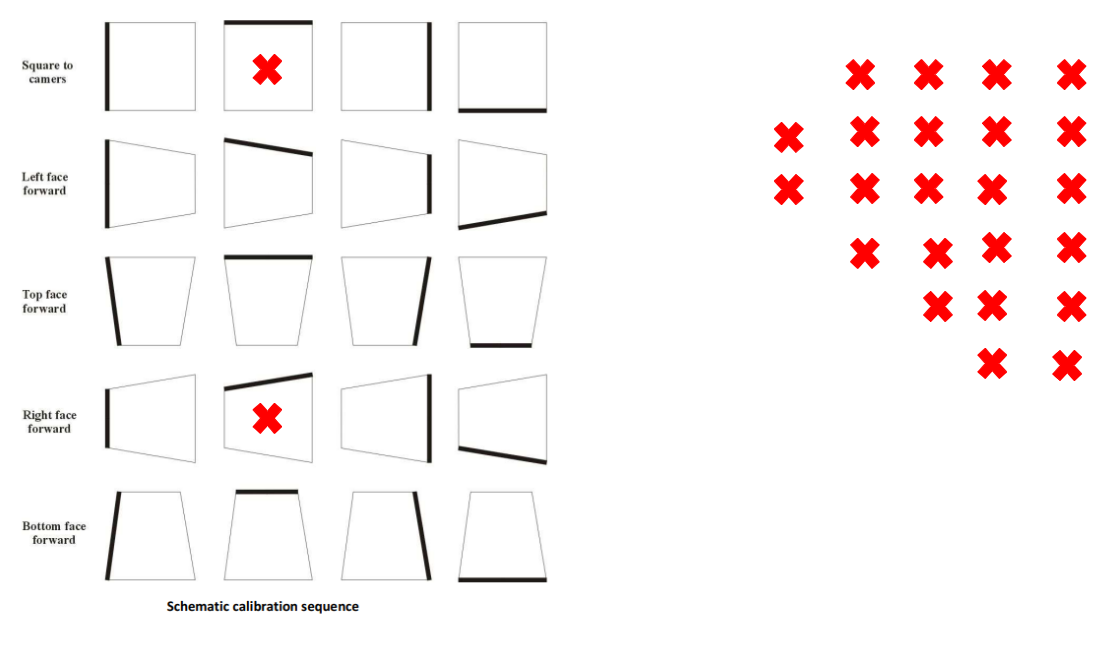 Square to
camers
Left face
forward
Top face
forward
Right face
forward
Bottom face
forward
Schematic calibration sequence